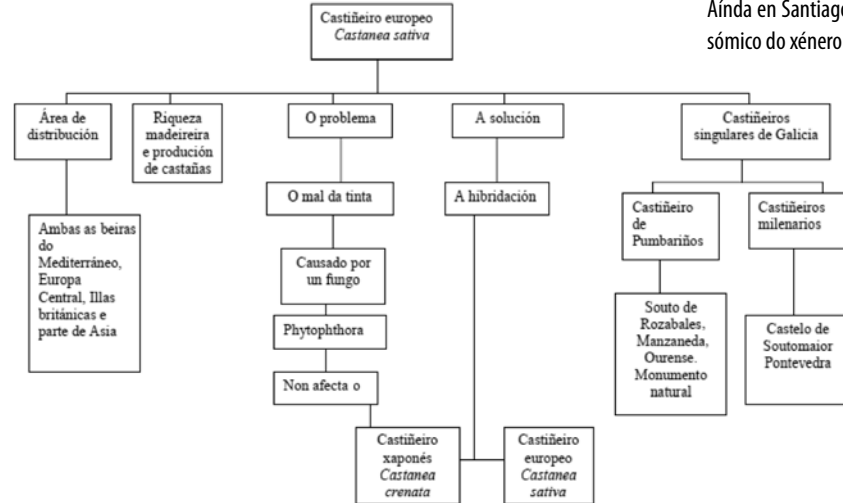 Aínda en Santiago
sómico do xénero
Castiñeiro europeo
Castanea sativa
Área de
distribución
Riqueza
madeireira
e produción
de castañas
O problema
A solución
Castiñeiros
singulares de Galicia
O mal da tinta
A hibridación
Castiñeiro
de
Pumbariños
Castiñeiros
milenarios
Ambas as beiras
do
Mediterráneo,
Europa
Central, Illas
británicas e
parte de Asia
Causado por
un fungo
Souto de
Rozabales,
Manzaneda,
Ourense.
Monumento
natural
Castelo de
Soutomaior
Pontevedra
Phytophthora
Non afecta o
Castiñeiro
xaponés
Castanea
crenata
Castiñeiro
europeo
Castanea
sativa